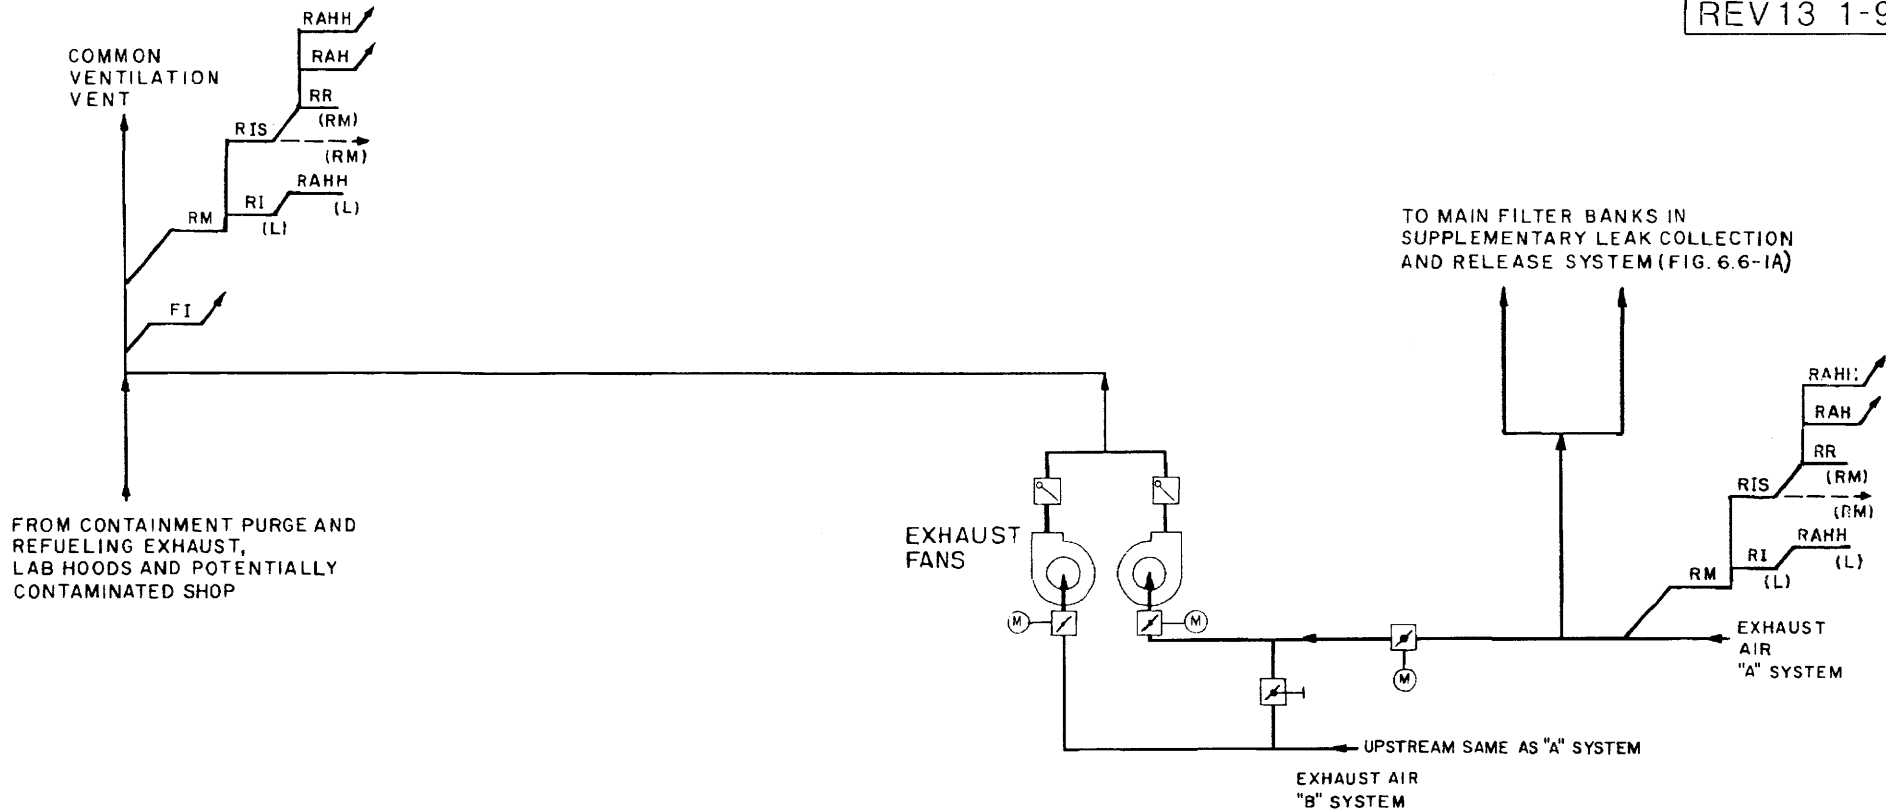 REV 13 1-9
RAHH
RAH
RR
(RM)
RIS
(RM)
RAHH
RI
(L)
(L)
RM
FI
COMMON
VENTILATION
VENT
FROM CONTAINMENT PURGE AND
REFUELING EXHAUST,
LAB HOODS AND POTENTIALLY
CONTAMINATED SHOP
EXHAUST
FANS
M
M
M
TO MAIN FILTER BANKS IN
SUPPLEMENTARY LEAK COLLECTION
AND RELEASE SYSTEM (FIG. 6.6-1A)
RAHH
RAH
RR
(RM)
RIS
(RM)
RAHH
RI
(L)
(L)
RM
EXHAUST
AIR
"A" SYSTEM
UPSTREAM SAME AS "A" SYSTEM
EXHAUST AIR
"B" SYSTEM